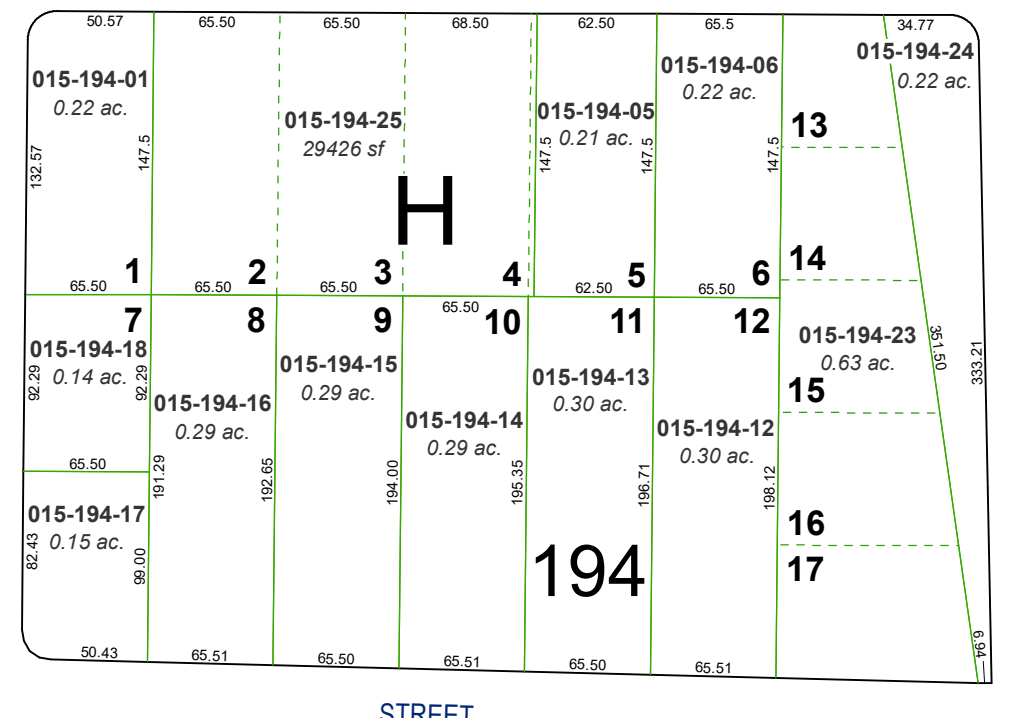 50.57 65.50 65.50 68.50 62.50 65.5 34.77
015-194-01
0.22 ac.
015-194-25
29426 sf
015-194-05
0.21 ac.
015-194-06
0.22 ac.
015-194-24
0.22 ac.
132.57 147.5 147.5 147.5 147.5
H
13
14
1 2 3 4 5 6
65.50 65.50 65.50 62.50 65.50
65.50
7 8 9 10 11 12
015-194-18
0.14 ac.
92.29 92.29
015-194-16
0.29 ac.
015-194-15
0.29 ac.
015-194-14
0.29 ac.
015-194-13
0.30 ac.
015-194-12
0.30 ac.
015-194-23
0.63 ac.
351.50 333.21
15
65.50
191.29 192.65 194.00 195.35 196.71 198.12
015-194-17
0.15 ac.
82.43 99.00
194
16
17
50.43 65.51 65.50 65.51 65.50 65.51 6.94
STREET